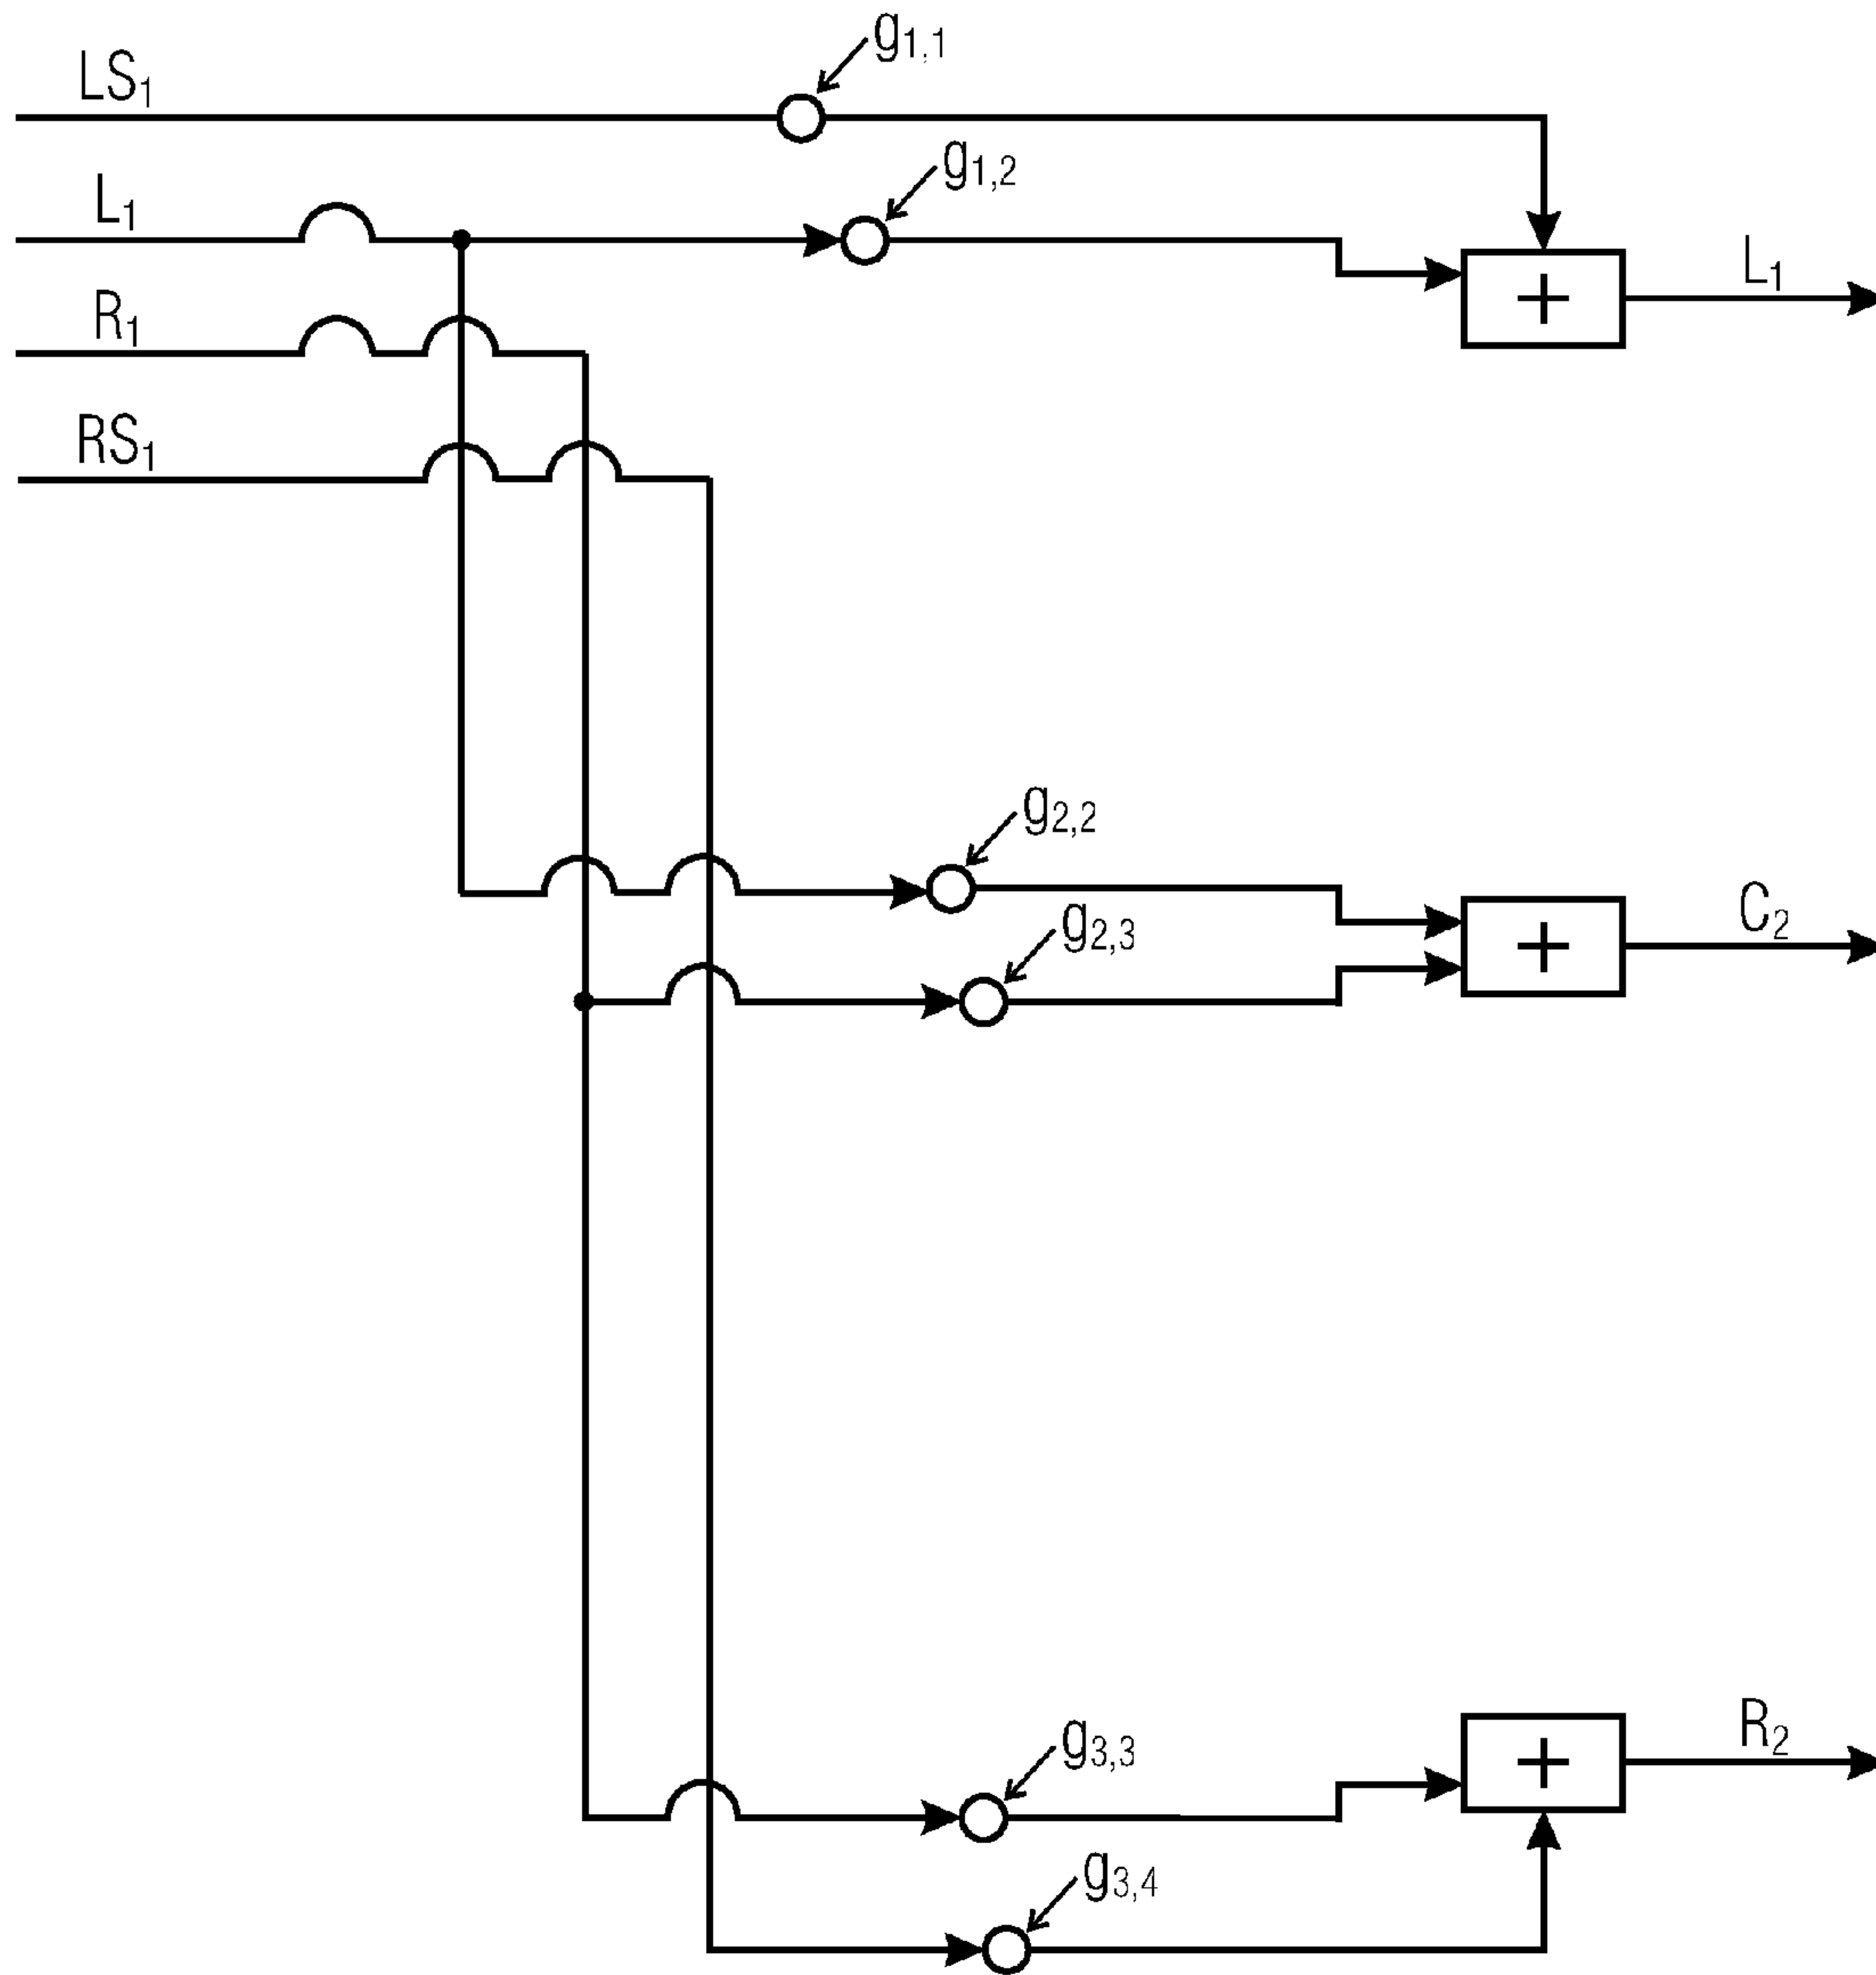 g1,1
LS1
g1,2
L1
L1
R1
+
RS1
g2,2
C2
g2,3
+
R2
g3,3
+
g3,4